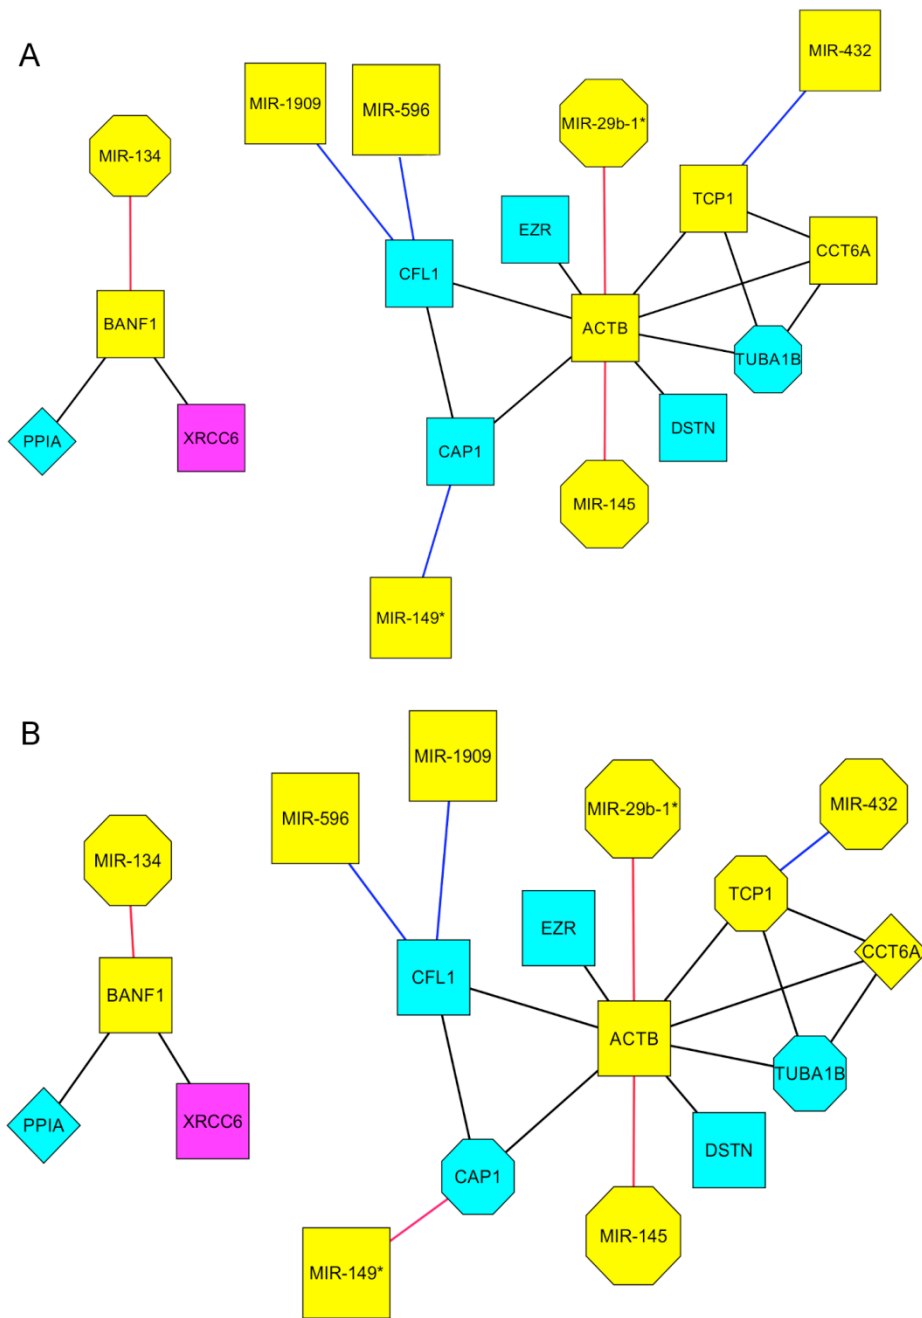 A
MIR-432
MIR-1909
MIR-596
MIR-29b-1*
MIR-134
TCP1
EZR
CCT6A
CFL1
BANF1
ACTB
TUBA1B
DSTN
XRCC6
PPIA
CAP1
MIR-145
MIR-149*
B
MIR-1909
MIR-596
MIR-29b-1*
MIR-432
MIR-134
TCP1
EZR
CCT6A
CFL1
BANF1
ACTB
TUBA1B
XRCC6
PPIA
DSTN
CAP1
MIR-145
MIR-149*